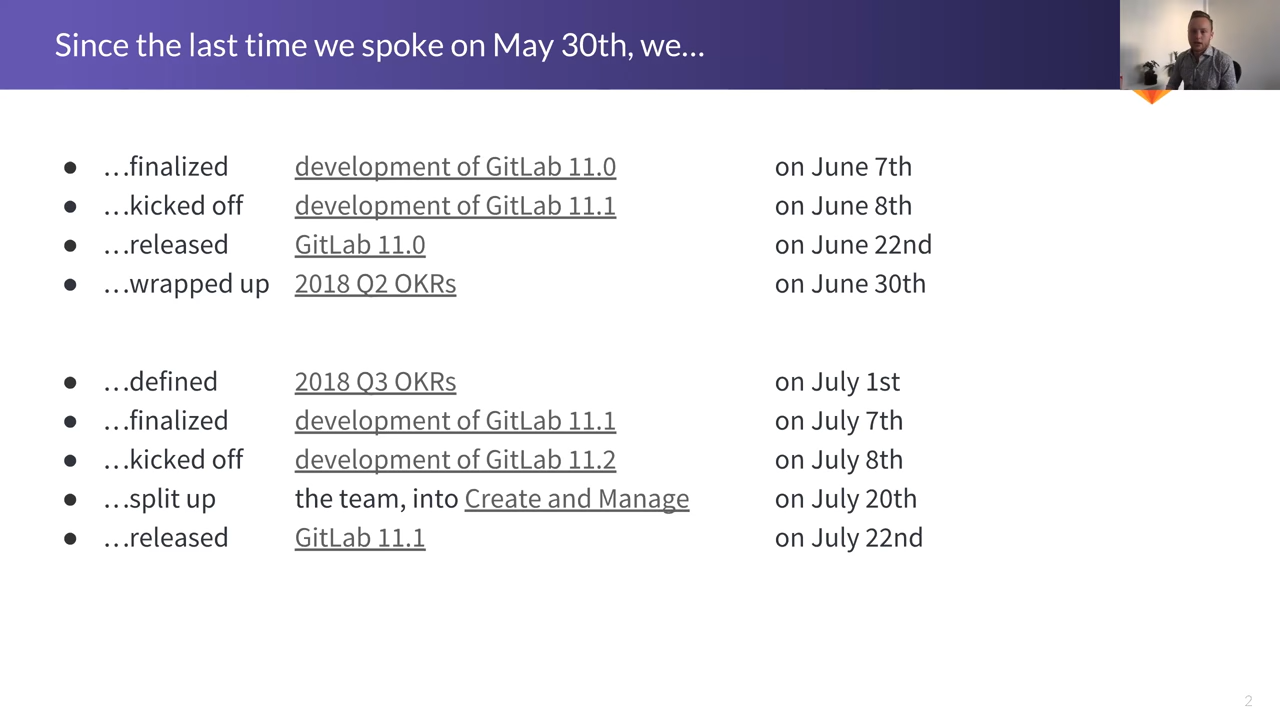 Since the last time we spoke on May 30th, we…
● …finalized development of GitLab 11.0 on June 7th
● …kicked off development of GitLab 11.1 on June 8th
● …released GitLab 11.0 on June 22nd
● …wrapped up 2018 Q2 OKRs on June 30th
● …defined 2018 Q3 OKRs on July 1st
● …finalized development of GitLab 11.1 on July 7th
● …kicked off development of GitLab 11.2 on July 8th
● …split up the team, into Create and Manage on July 20th
● …released GitLab 11.1 on July 22nd
2